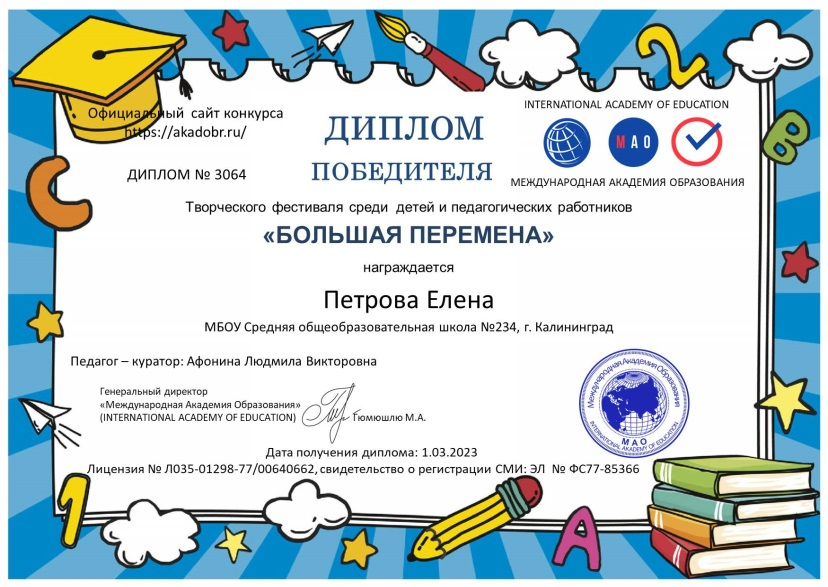 Официальный сайт конкурса
https://akadobr.ru/
ДИПЛОМ № 3064
ДИПЛОМ
ПОБЕДИТЕЛЯ
INTERNATIONAL ACADEMY OF EDUCATION
МАО
МЕЖДУНАРОДНАЯ АКАДЕМИЯ ОБРАЗОВАНИЯ
Творческого фестиваля среди детей и педагогических работников
«БОЛЬШАЯ ПЕРЕМЕНА»
награждается
Петрова Елена
МБОУ Средняя общеобразовательная школа №234, г. Калининград
Педагог – куратор: Афонина Людмила Викторовна
Генеральный директор
«Международная Академия Образования»
(INTERNATIONAL ACADEMY OF EDUCATION)
Гюмюшлю М.А.
Международная Академия Образования
МАО
INTERNATIONAL ACADEMY OF EDUCATION
Дата получения диплома: 1.03.2023
Лицензия № Л035-01298-77/00640662, свидетельство о регистрации СМИ: ЭЛ № ФС77-85366
2
B
C
1
A